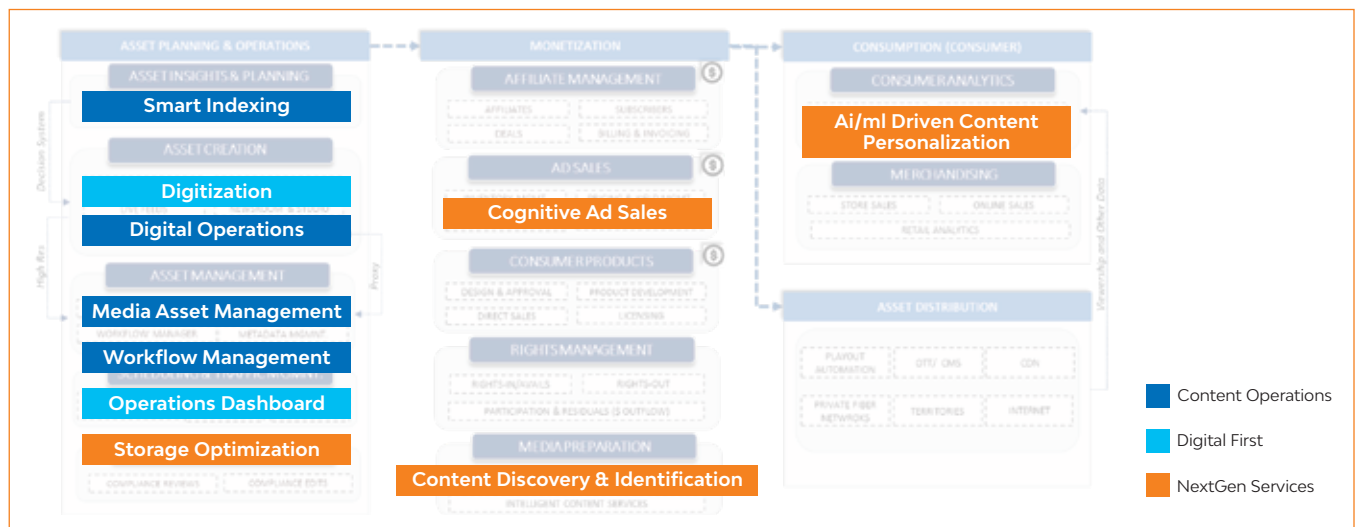 ASSET PLANNING & OPERATIONS
ASSET INSIGHTS & PLANNING
Smart Indexing
ASSET CREATION
Digitization
Digital Operations
ASSET MANAGEMENT
Media Asset Management
WORKFLOW MANAGER METADATA MGMNT
Workflow Management
Operations Dashboard
Storage Optimization
COMPLIANCE REVIEWS COMPLIANCE EDITS
Decision System
High Res
Proxy
MONETIZATION
AFFILIATE MANAGEMENT
AFFILIATES SUBSCRIBERS
DEALS BILLING & INVOICING
AD SALES
Cognitive Ad Sales
CONSUMER PRODUCTS
DESIGN & APPROVAL PRODUCT DEVELOPMENT
DIRECT SALES LICENSING
RIGHTS MANAGEMENT
RIGHTS-IN/AVAILS RIGHTS-OUT
PARTICIPATION & RESIDUALS ($ OUTFLOW)
MEDIA PREPARATION
Content Discovery & Identification
INTELLIGENT CONTENT SERVICES
CONSUMPTION (CONSUMER)
CONSUMER ANALYTICS
Ai/ml Driven Content
Personalization
MERCHANDISING
STORE SALES ONLINE SALES
RETAIL ANALYTICS
ASSET DISTRIBUTION
PLAYOUT
AUTOMATION
OTT/ CMS
CDN
PRIVATE FIBER
NETWROKS
TERRITORIES
INTERNET
Viewership and Other Data
Content Operations
Digital First
NextGen Services